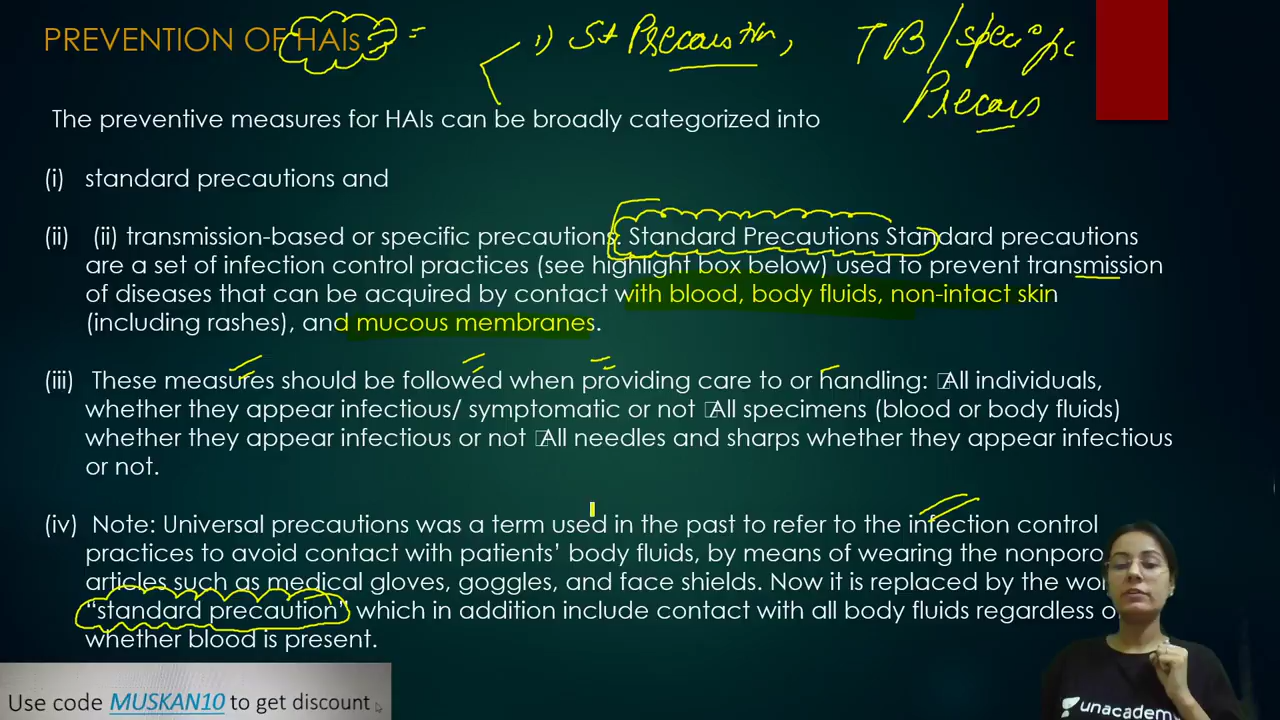 PREVENTION OF HAIs
1) St Precaustin,
TB/specific
Precaus
The preventive measures for HAIs can be broadly categorized into
(i) standard precautions and
(ii) (ii) transmission-based or specific precautions. Standard Precautions Standard precautions
are a set of infection control practices (see highlight box below) used to prevent transmission
of diseases that can be acquired by contact with blood, body fluids, non-intact skin
(including rashes), and mucous membranes.
(iii) These measures should be followed when providing care to or handling: All individuals,
whether they appear infectious/ symptomatic or not All specimens (blood or body fluids)
whether they appear infectious or not All needles and sharps whether they appear infectious
or not.
(iv) Note: Universal precautions was a term used in the past to refer to the infection control
practices to avoid contact with patients’ body fluids, by means of wearing the nonporo
articles such as medical gloves, goggles, and face shields. Now it is replaced by the wor
“standard precaution” which in addition include contact with all body fluids regardless o
whether blood is present.
Use code MUSKAN10 to get discount
unacadem